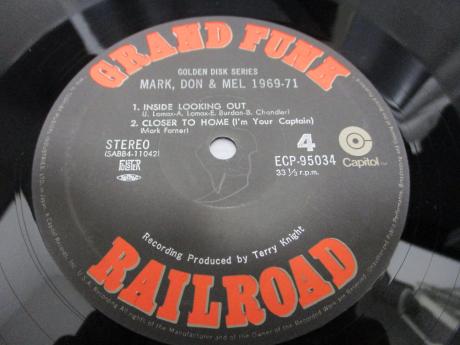 GRAND FUNK
GOLDEN DISK SERIES
MARK, DON & MEL 1969-71
1. INSIDE LOOKING OUT
(J. Lomax-A. Lomax-E. Burdon-B. Chandler)
2. CLOSER TO HOME (I'm Your Captain)
(Mark Farner)
STEREO
(SABB4-11042)
4
ECP-95034
33 1/3 r.p.m.
Capitol
Recording Produced by Terry Knight
RAILROAD